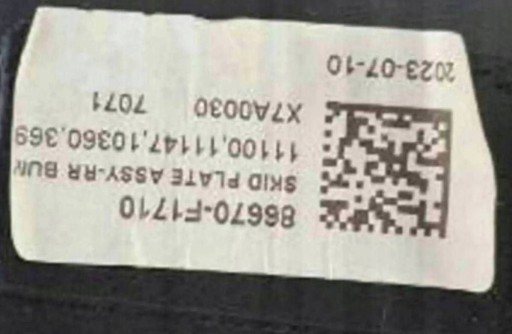 86670-F1710
SKID PLATE ASSY-RR BUM
11100,11147,10360,369
X7A0030 7071
2023-07-10